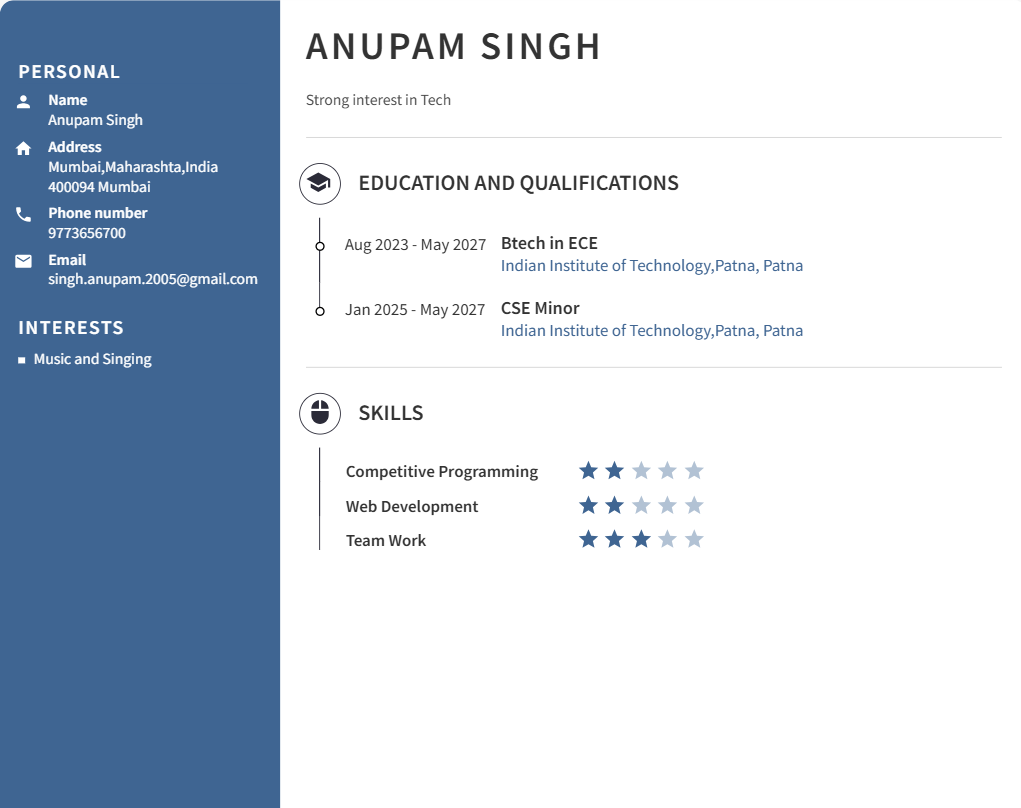 PERSONAL
Name
Anupam Singh
Address
Mumbai,Maharashta,India
400094 Mumbai
Phone number
9773656700
Email
singh.anupam.2005@gmail.com
INTERESTS
Music and Singing
ANUPAM SINGH
Strong interest in Tech
EDUCATION AND QUALIFICATIONS
Aug 2023 - May 2027 Btech in ECE
Indian Institute of Technology,Patna, Patna
Jan 2025 - May 2027 CSE Minor
Indian Institute of Technology,Patna, Patna
SKILLS
Competitive Programming
Web Development
Team Work